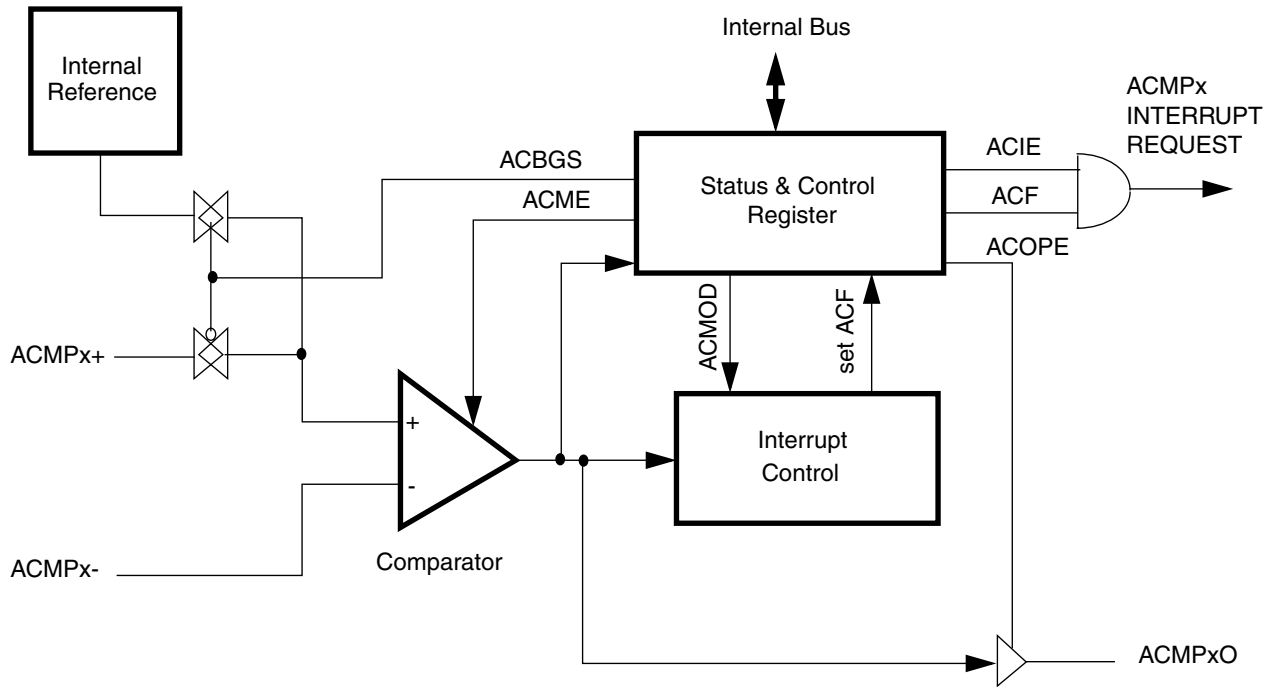 Internal Bus
Internal
Reference
ACMPx
INTERRUPT
REQUEST
ACBGS
ACME
Status & Control
Register
ACIE
ACF
ACOPE
ACMOD
set ACF
ACMPx+
+
-
Interrupt
Control
Comparator
ACMPx-
ACMPxO